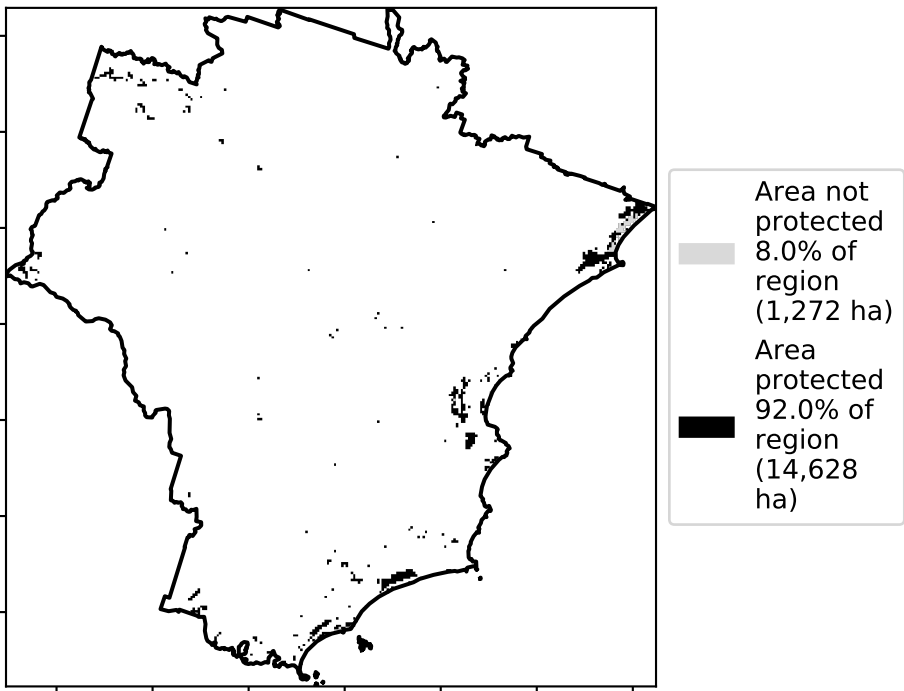 Area not
protected
8.0% of
region
(1,272 ha)
Area
protected
92.0% of
region
(14,628
ha)